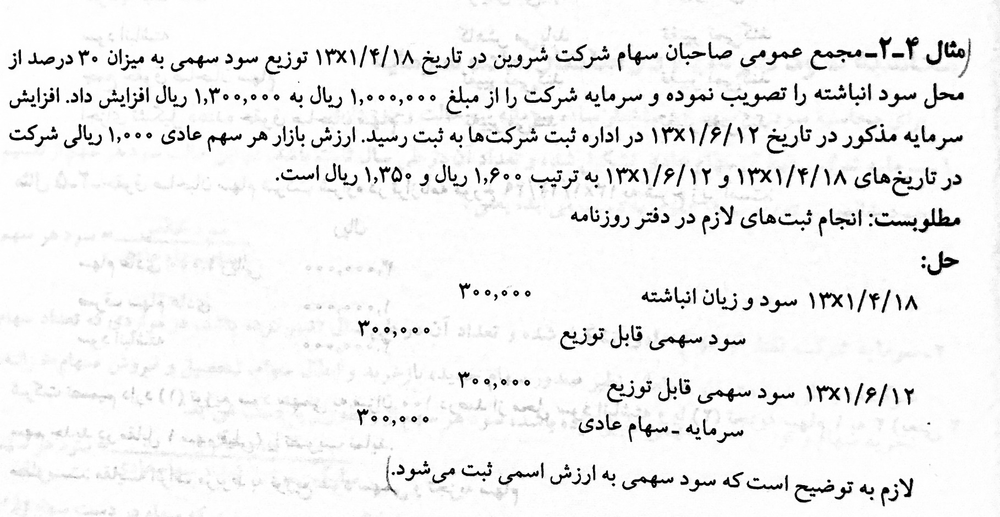 مثال ۴ـ۲ـ مجمع عمومی صاحبان سهام شرکت شروین در تاریخ ۱۳x۱/۴/۱۸ توزیع سود سهمی به میزان ۳۰ درصد از
محل سود انباشته را تصویب نموده و سرمایه شرکت را از مبلغ ۱,۰۰۰,۰۰۰ ریال به ۱,۳۰۰,۰۰۰ ریال افزایش داد. افزایش
سرمایه مذکور در تاریخ ۱۳x۱/۶/۱۲ در اداره ثبت شرکت‌ها به ثبت رسید. ارزش بازار هر سهم عادی ۱,۰۰۰ ریالی شرکت
در تاریخ‌های ۱۳x۱/۴/۱۸ و ۱۳x۱/۶/۱۲ به ترتیب ۱,۶۰۰ ریال و ۱,۳۵۰ ریال است.
مطلوبست: انجام ثبت‌های لازم در دفتر روزنامه
حل:
۱۳x۱/۴/۱۸ سود و زیان انباشته ۳۰۰,۰۰۰
سود سهمی قابل توزیع ۳۰۰,۰۰۰
۱۳x۱/۶/۱۲ سود سهمی قابل توزیع ۳۰۰,۰۰۰
سرمایه ـ سهام عادی ۳۰۰,۰۰۰
لازم به توضیح است که سود سهمی به ارزش اسمی ثبت می‌شود.